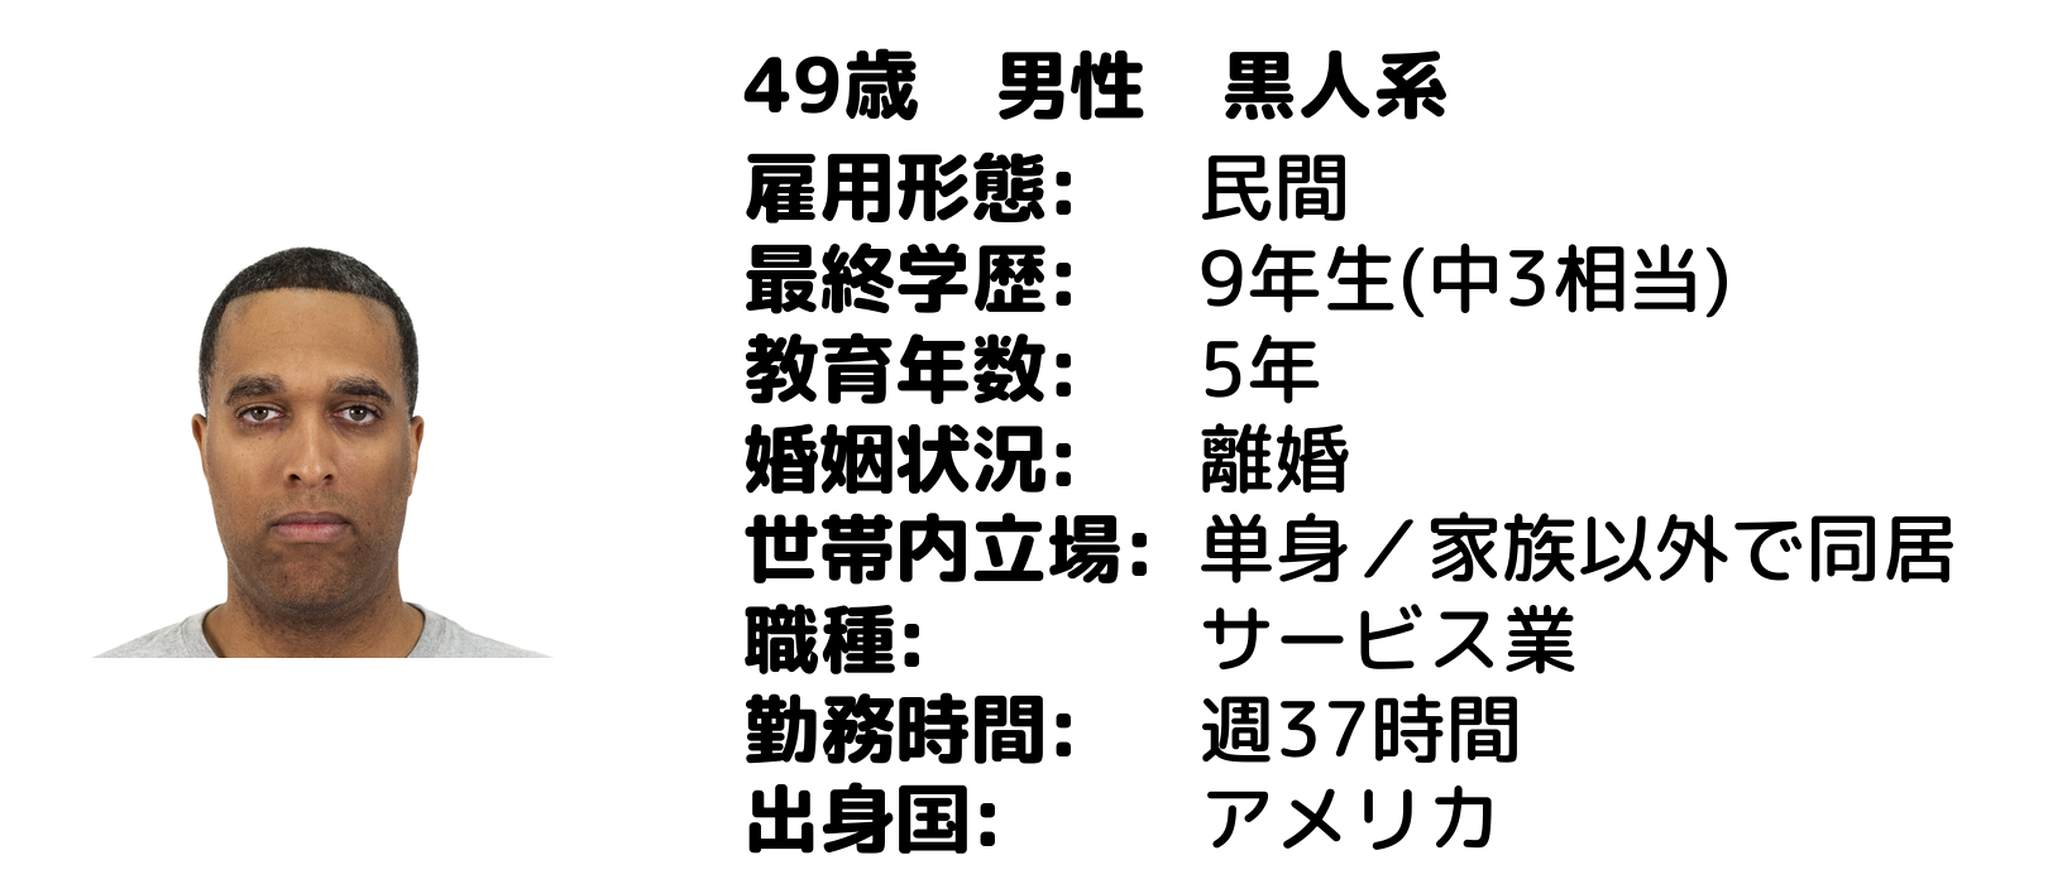 49歳　男性　黒人系
雇用形態:　民間
最終学歴:　9年生(中3相当)
教育年数:　5年
婚姻状況:　離婚
世帯内立場:　単身／家族以外で同居
職種:　サービス業
勤務時間:　週37時間
出身国:　アメリカ